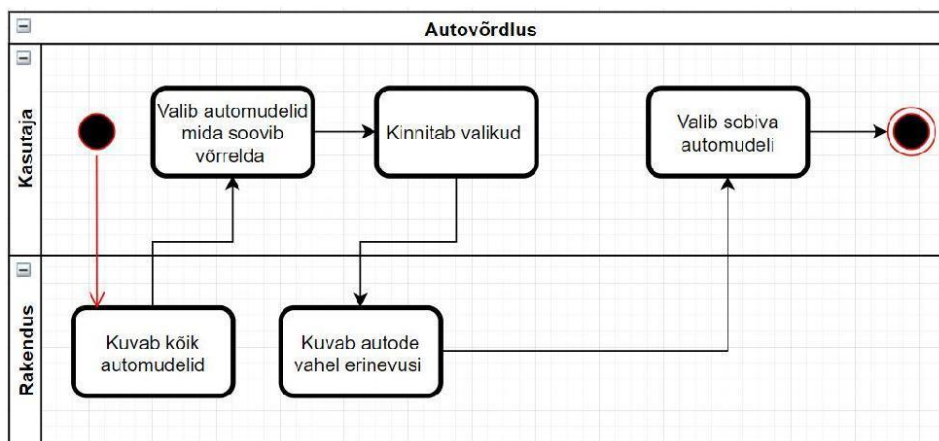 Autovõrdlus
Kasutaja
Valib automudelid
mida soovib
võrrelda
Kinnitab valikud
Valib sobiva
automudeli
Rakendus
Kuvab kõik
automudelid
Kuvab autode
vahel erinevusi